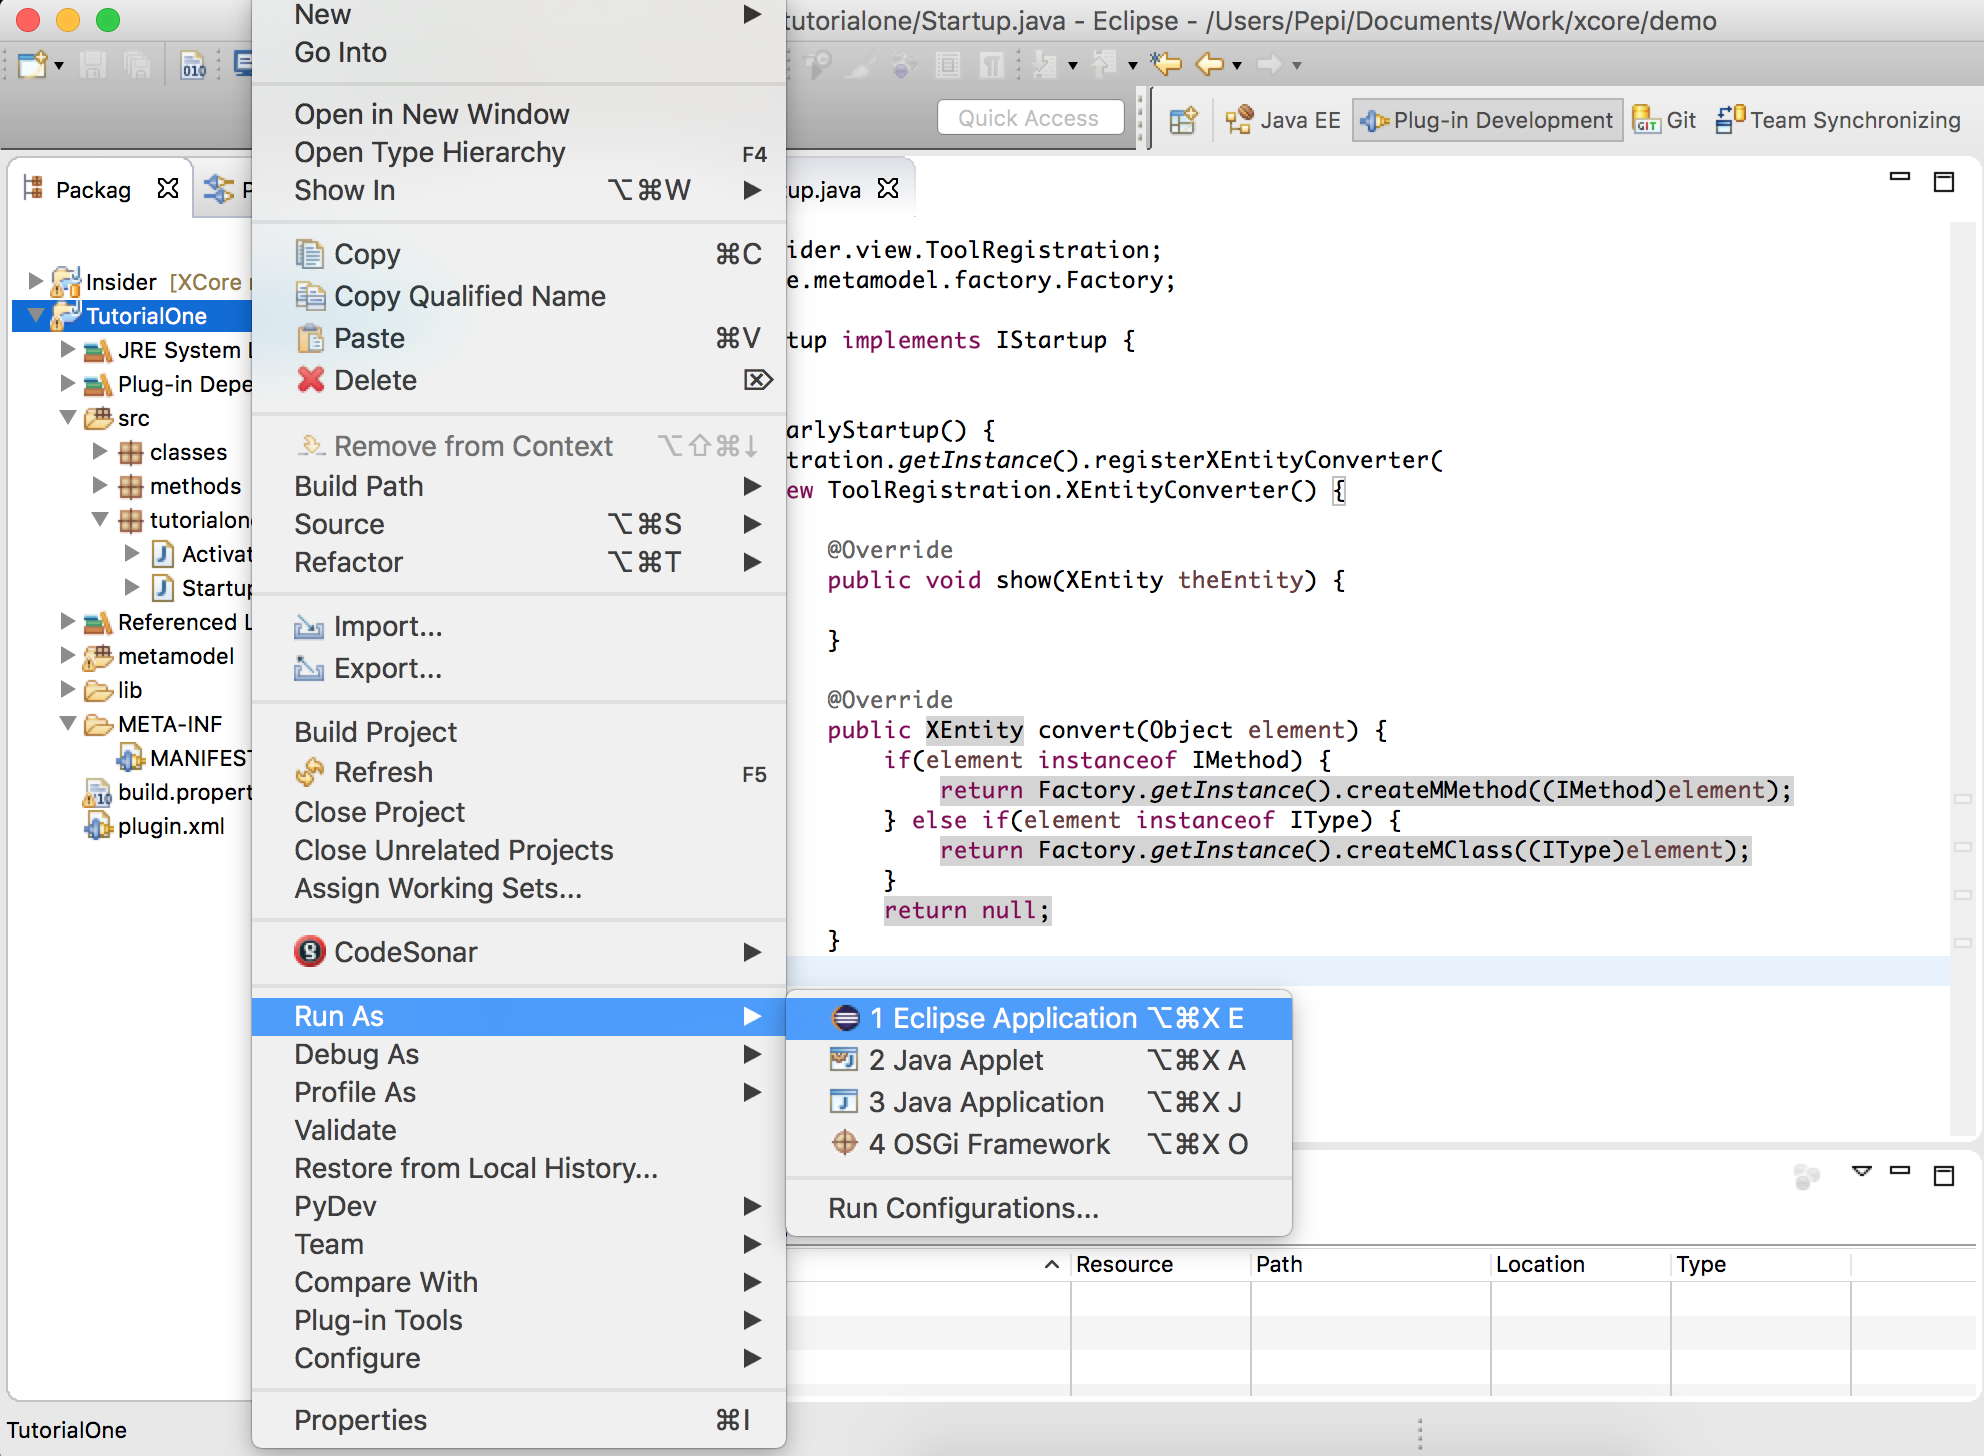 tutorialone/Startup.java - Eclipse - /Users/Pepi/Documents/Work/xcore/demo
010
Quick Access
Java EE
Plug-in Development
GIT Git
Team Synchronizing
Packag
P
Insider [XCore
TutorialOne
JRE System L
Plug-in Depe
src
classes
methods
tutorialon
Activat
Startup
Referenced L
metamodel
lib
META-INF
MANIFEST
build.propert
plugin.xml
New
Go Into
Open in New Window
Open Type Hierarchy F4
Show In ⌥⌘W
Copy ⌘C
Copy Qualified Name
Paste ⌘V
Delete ⌦
Remove from Context ⌥⇧⌘↓
Build Path
Source ⌥⌘S
Refactor ⌥⌘T
Import...
Export...
Build Project
Refresh F5
Close Project
Close Unrelated Projects
Assign Working Sets...
CodeSonar
Run As
Debug As
Profile As
Validate
Restore from Local History...
PyDev
Team
Compare With
Plug-in Tools
Configure
Properties ⌘I
1 Eclipse Application ⌥⌘X E
2 Java Applet ⌥⌘X A
3 Java Application ⌥⌘X J
4 OSGi Framework ⌥⌘X O
Run Configurations...
up.java
ider.view.ToolRegistration;
e.metamodel.factory.Factory;
tup implements IStartup {
arlyStartup() {
tration.getInstance().registerXEntityConverter(
ew ToolRegistration.XEntityConverter() {
@Override
public void show(XEntity theEntity) {
}
@Override
public XEntity convert(Object element) {
if(element instanceof IMethod) {
return Factory.getInstance().createMMethod((IMethod)element);
} else if(element instanceof IType) {
return Factory.getInstance().createMClass((IType)element);
}
return null;
}
Resource Path Location Type
TutorialOne